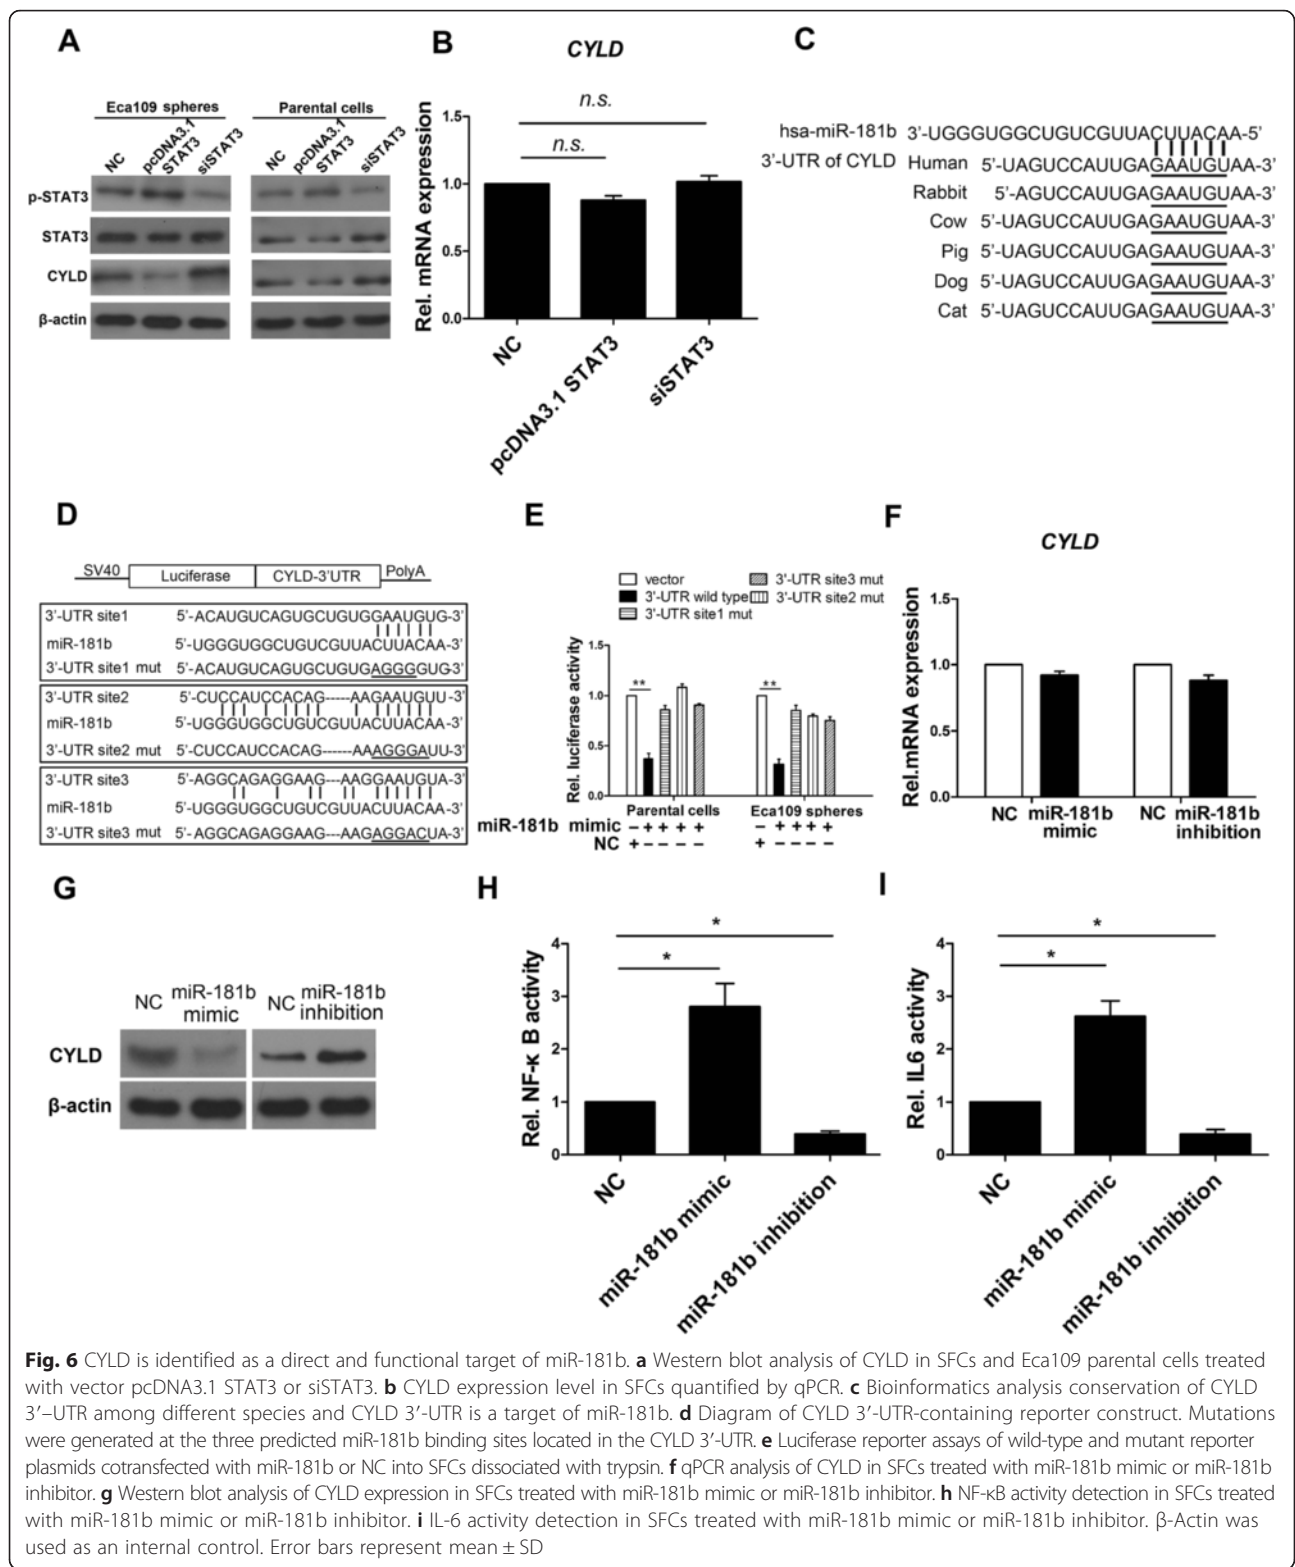 A
Eca109 spheres
Parental cells
NC
pcDNA3.1 STAT3
siSTAT3
NC
pcDNA3.1 STAT3
siSTAT3
p-STAT3
STAT3
CYLD
β-actin
B
CYLD
Rel. mRNA expression
1.5
1.0
0.5
0.0
n.s.
n.s.
NC
pcDNA3.1 STAT3
siSTAT3
C
hsa-miR-181b 3'-UGGGUGGCUGUCGUUACUUACAA-5'
3'-UTR of CYLD Human 5'-UAGUCCAUUGAGAAUGUAA-3'
Rabbit 5'-AGUCCAUUGAGAAUGUAA-3'
Cow 5'-UAGUCCAUUGAGAAUGUAA-3'
Pig 5'-UAGUCCAUUGAGAAUGUAA-3'
Dog 5'-UAGUCCAUUGAGAAUGUAA-3'
Cat 5'-UAGUCCAUUGAGAAUGUAA-3'
D
SV40 Luciferase CYLD-3'UTR PolyA
3'-UTR site1 5'-ACAUGUCAGUGCUGUGGAAUGUG-3'
miR-181b 5'-UGGGUGGCUGUCGUUACUUACAA-3'
3'-UTR site1 mut 5'-ACAUGUCAGUGCUGUGAGGGGUG-3'
3'-UTR site2 5'-CUCCAUCCACAG-----AAGAAUGUU-3'
miR-181b 5'-UGGGUGGCUGUCGUUACUUACAA-3'
3'-UTR site2 mut 5'-CUCCAUCCACAG------AAAGGGAUU-3'
3'-UTR site3 5'-AGGCAGAGGAAG---AAGGAAUGUA-3'
miR-181b 5'-UGGGUGGCUGUCGUUACUUACAA-3'
3'-UTR site3 mut 5'-AGGCAGAGGAAG---AAGAGGACUA-3'
E
vector
3'-UTR wild type
3'-UTR site1 mut
3'-UTR site3 mut
3'-UTR site2 mut
Rel. luciferase activity
1.5
1.0
0.5
0.0
**
**
Parental cells Eca109 spheres
miR-181b mimic – + + + + – + + + +
NC + – – – – + – – – –
F
CYLD
Rel.mRNA expression
1.5
1.0
0.5
0.0
NC miR-181b mimic
NC miR-181b inhibition
G
NC miR-181b mimic
NC miR-181b inhibition
CYLD
β-actin
H
Rel. NF-κ B activity
4
3
2
1
0
*
*
NC
miR-181b mimic
miR-181b inhibition
I
Rel. IL6 activity
4
3
2
1
0
*
*
NC
miR-181b mimic
miR-181b inhibition
Fig. 6 CYLD is identified as a direct and functional target of miR-181b. a Western blot analysis of CYLD in SFCs and Eca109 parental cells treated
with vector pcDNA3.1 STAT3 or siSTAT3. b CYLD expression level in SFCs quantified by qPCR. c Bioinformatics analysis conservation of CYLD
3′–UTR among different species and CYLD 3′-UTR is a target of miR-181b. d Diagram of CYLD 3′-UTR-containing reporter construct. Mutations
were generated at the three predicted miR-181b binding sites located in the CYLD 3′-UTR. e Luciferase reporter assays of wild-type and mutant reporter
plasmids cotransfected with miR-181b or NC into SFCs dissociated with trypsin. f qPCR analysis of CYLD in SFCs treated with miR-181b mimic or miR-181b
inhibitor. g Western blot analysis of CYLD expression in SFCs treated with miR-181b mimic or miR-181b inhibitor. h NF-κB activity detection in SFCs treated
with miR-181b mimic or miR-181b inhibitor. i IL-6 activity detection in SFCs treated with miR-181b mimic or miR-181b inhibitor. β-Actin was
used as an internal control. Error bars represent mean ± SD